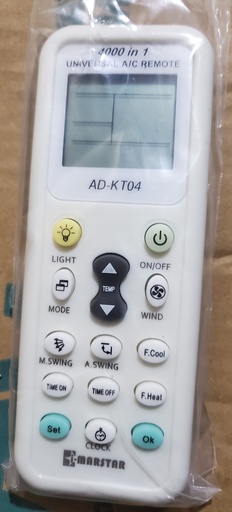 4000 in 1
UNIVERSAL A/C REMOTE
AD-KT04
LIGHT
ON/OFF
TEMP
MODE
WIND
M.SWING
A.SWING
F.Cool
TIME ON
TIME OFF
F.Heat
Set
CLOCK
Ok
MARSTAR